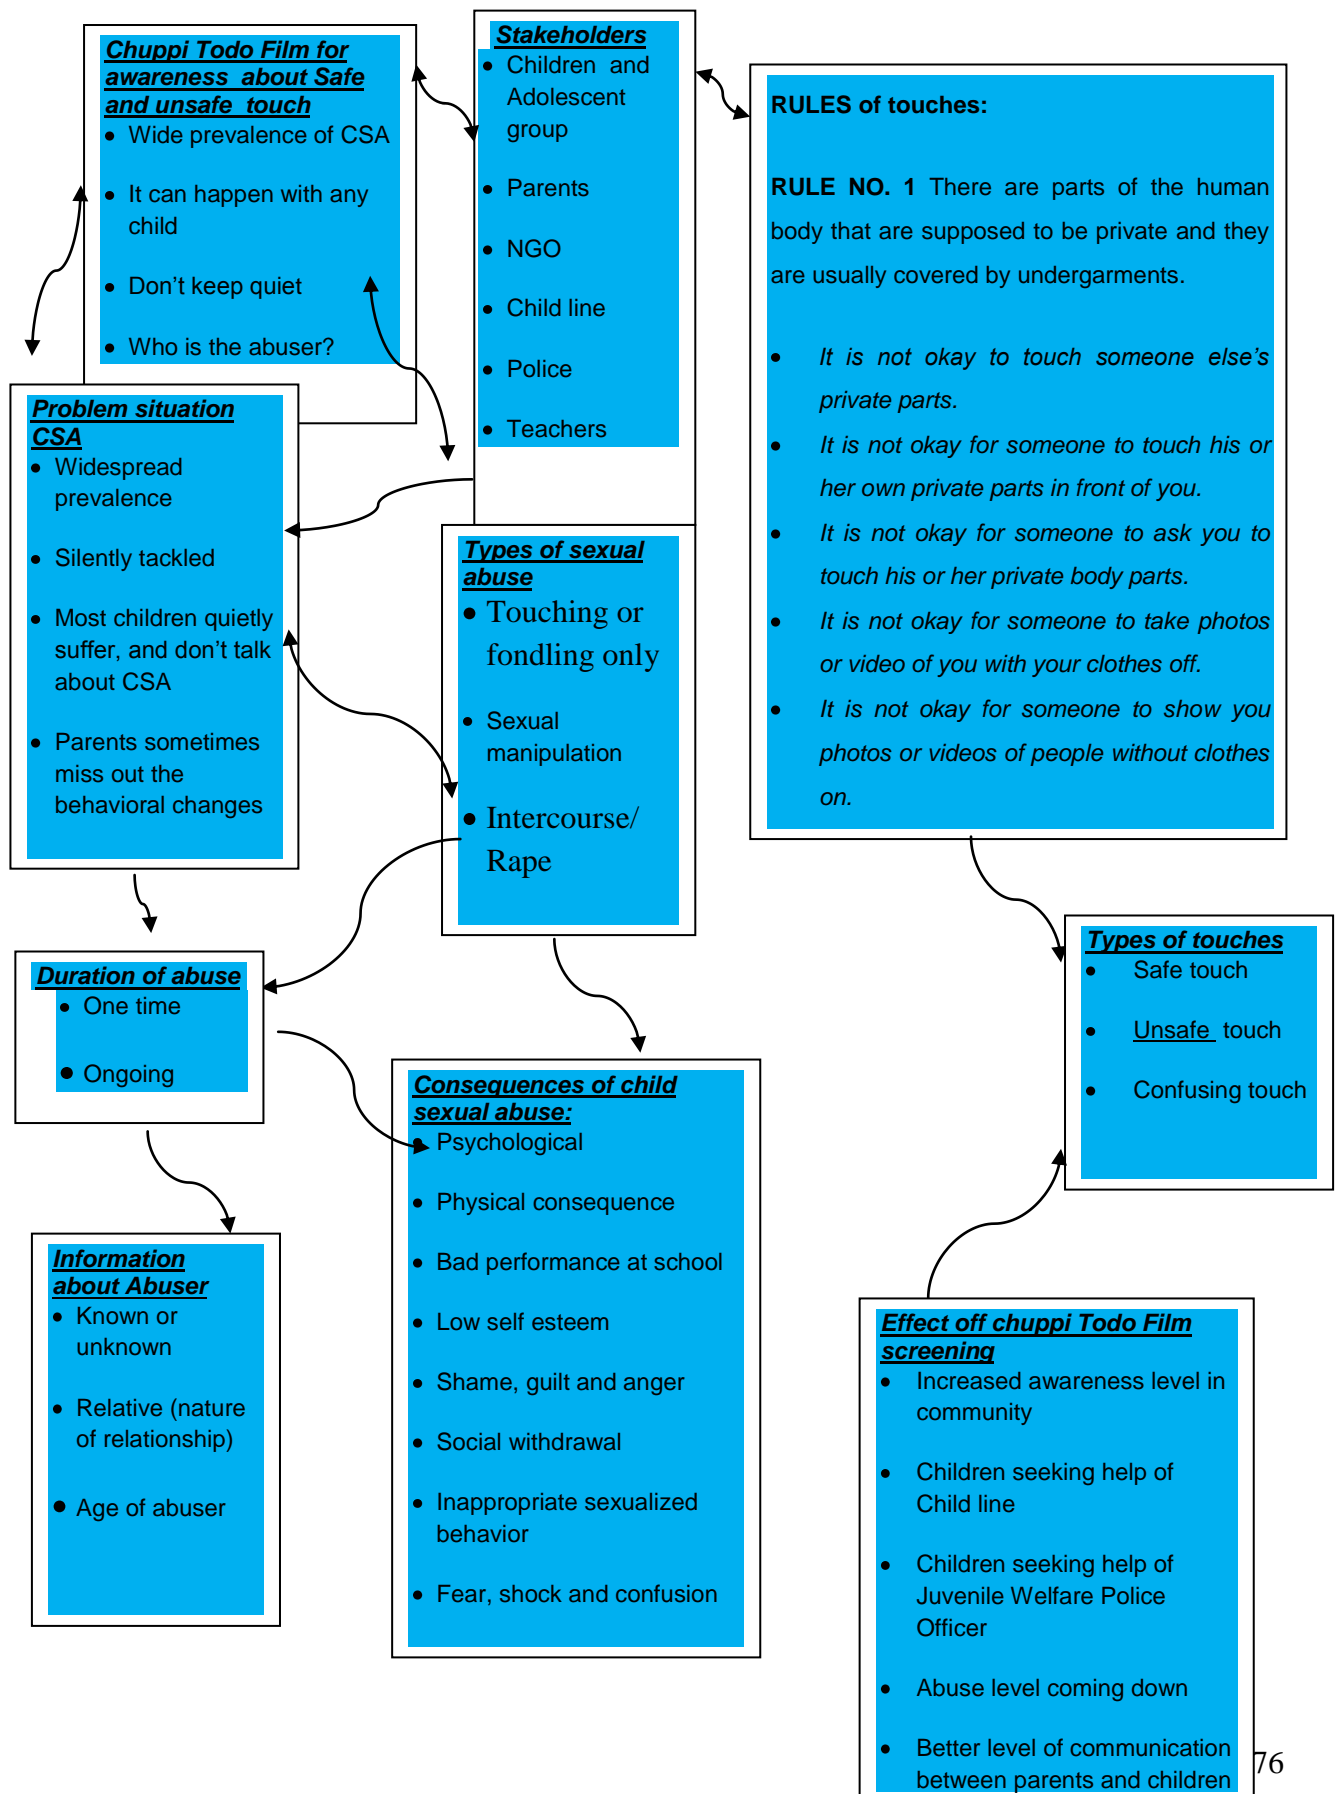 Chuppi Todo Film for
awareness about Safe
and unsafe touch
• Wide prevalence of CSA
• It can happen with any
child
• Don't keep quiet
• Who is the abuser?
Stakeholders
• Children and
Adolescent
group
• Parents
• NGO
• Child line
• Police
• Teachers
RULES of touches:
RULE NO. 1 There are parts of the human
body that are supposed to be private and they
are usually covered by undergarments.
• It is not okay to touch someone else's
private parts.
• It is not okay for someone to touch his or
her own private parts in front of you.
• It is not okay for someone to ask you to
touch his or her private body parts.
• It is not okay for someone to take photos
or video of you with your clothes off.
• It is not okay for someone to show you
photos or videos of people without clothes
on.
Problem situation
CSA
• Widespread
prevalence
• Silently tackled
• Most children quietly
suffer, and don't talk
about CSA
• Parents sometimes
miss out the
behavioral changes
Types of sexual
abuse
• Touching or
fondling only
• Sexual
manipulation
• Intercourse/
Rape
Types of touches
• Safe touch
• Unsafe touch
• Confusing touch
Duration of abuse
• One time
• Ongoing
Consequences of child
sexual abuse:
• Psychological
• Physical consequence
• Bad performance at school
• Low self esteem
• Shame, guilt and anger
• Social withdrawal
• Inappropriate sexualized
behavior
• Fear, shock and confusion
Information
about Abuser
• Known or
unknown
• Relative (nature
of relationship)
• Age of abuser
Effect off chuppi Todo Film
screening
• Increased awareness level in
community
• Children seeking help of
Child line
• Children seeking help of
Juvenile Welfare Police
Officer
• Abuse level coming down
• Better level of communication
between parents and children
76